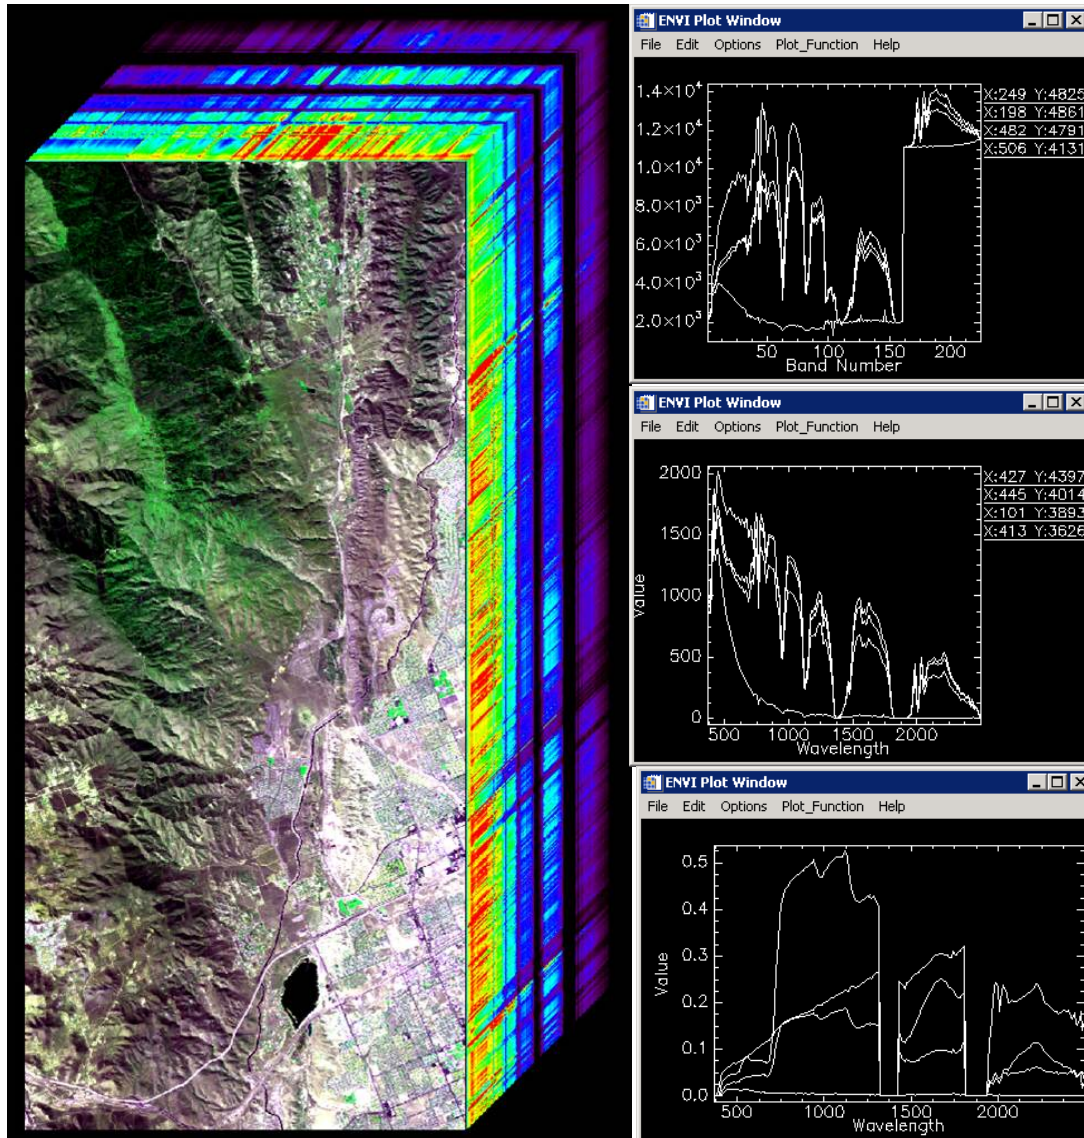 ENVI Plot Window
File Edit Options Plot_Function Help
1.4×10⁴
1.2×10⁴
1.0×10⁴
8.0×10³
6.0×10³
4.0×10³
2.0×10³
50 100 150 200
Band Number
X:249 Y:4825
X:198 Y:4861
X:482 Y:4791
X:506 Y:4131
ENVI Plot Window
File Edit Options Plot_Function Help
2000
1500
1000
500
0
Value
500 1000 1500 2000
Wavelength
X:427 Y:4397
X:445 Y:4014
X:101 Y:3893
X:413 Y:3626
ENVI Plot Window
File Edit Options Plot_Function Help
0.5
0.4
0.3
0.2
0.1
0.0
Value
500 1000 1500 2000
Wavelength